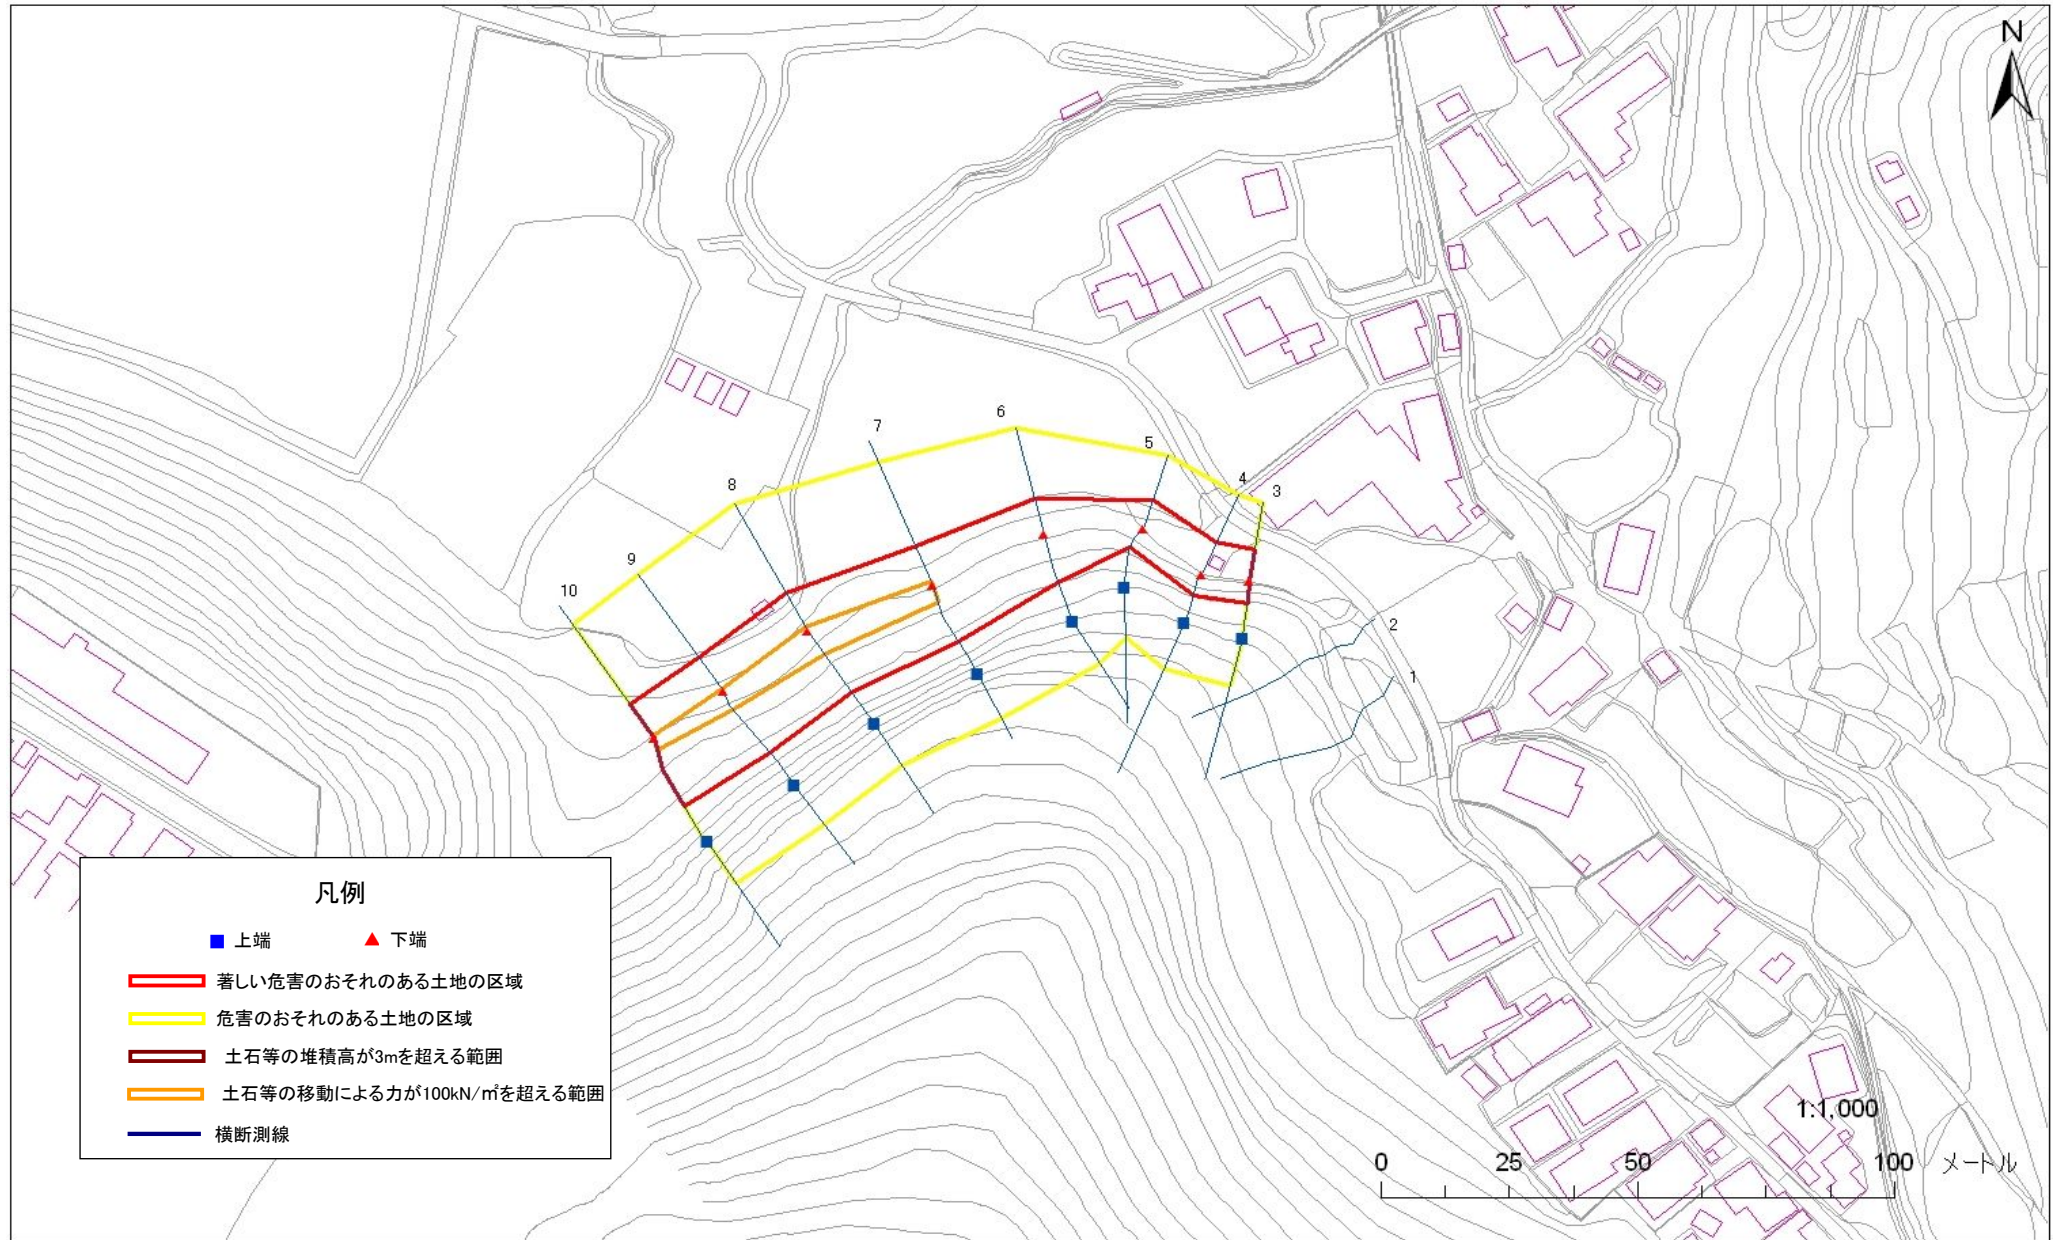 N
6
7
5
4
3
8
9
10
2
1
凡例
上端 下端
著しい危害のおそれのある土地の区域
危害のおそれのある土地の区域
土石等の堆積高が3mを超える範囲
土石等の移動による力が100kN/㎡を超える範囲
横断測線
1:1,000
0 25 50 100 メートル